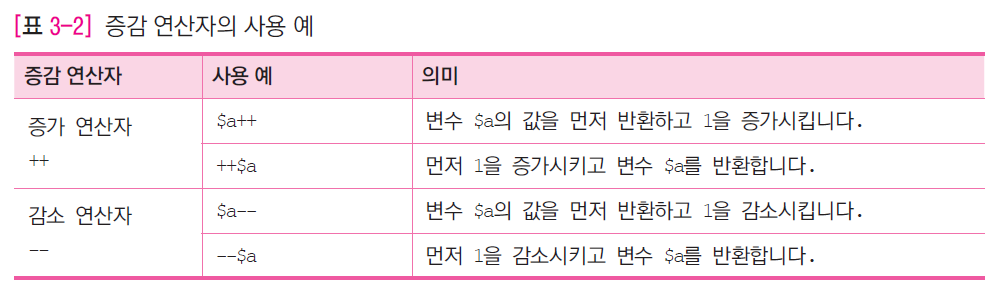 [표 3-2] 증감 연산자의 사용 예
증감 연산자 사용 예 의미
증가 연산자
++
$a++ 변수 $a의 값을 먼저 반환하고 1을 증가시킵니다.
++$a 먼저 1을 증가시키고 변수 $a를 반환합니다.
감소 연산자
--
$a-- 변수 $a의 값을 먼저 반환하고 1을 감소시킵니다.
--$a 먼저 1을 감소시키고 변수 $a를 반환합니다.